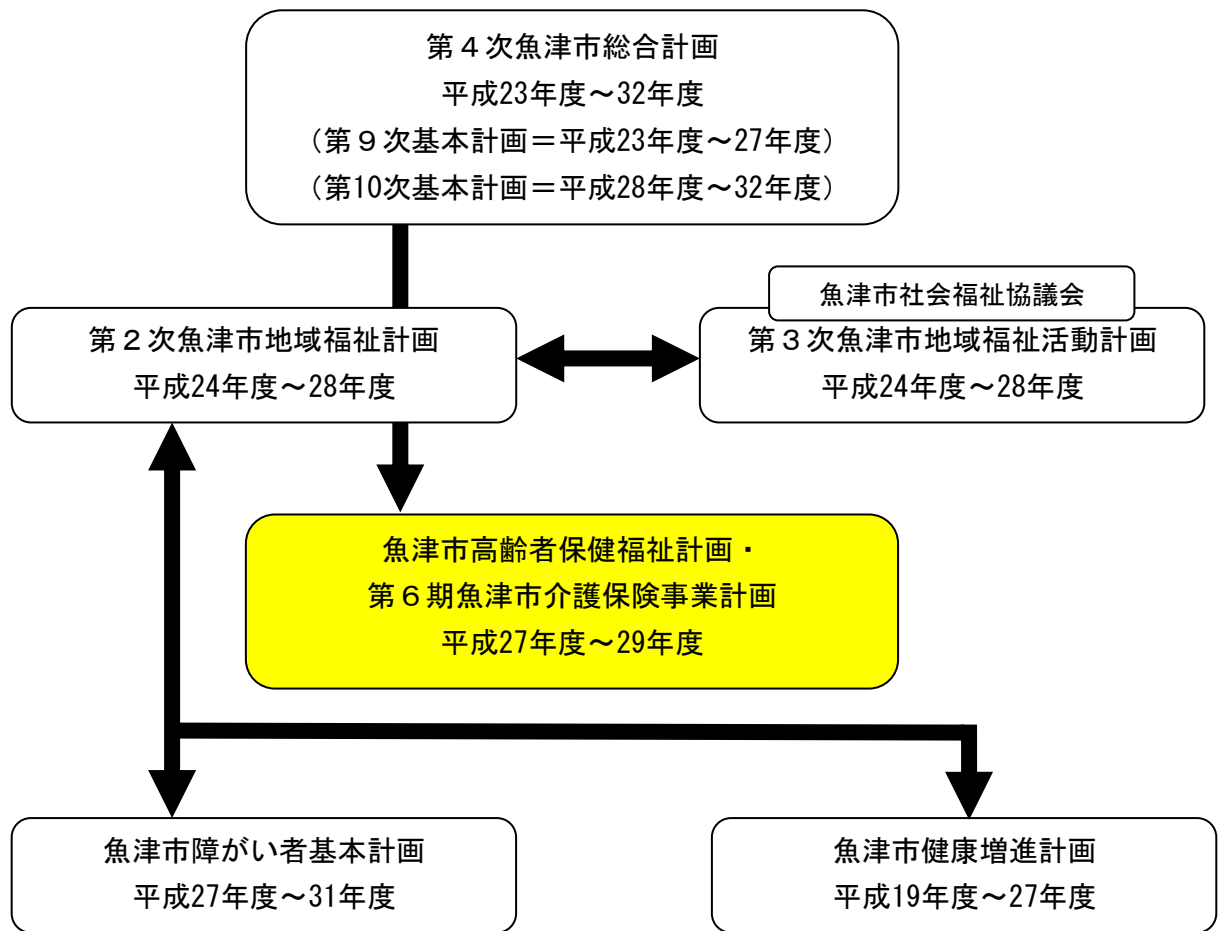 第４次魚津市総合計画
平成23年度～32年度
（第９次基本計画＝平成23年度～27年度）
（第10次基本計画＝平成28年度～32年度）
魚津市社会福祉協議会
第２次魚津市地域福祉計画
平成24年度～28年度
第３次魚津市地域福祉活動計画
平成24年度～28年度
魚津市高齢者保健福祉計画・
第６期魚津市介護保険事業計画
平成27年度～29年度
魚津市障がい者基本計画
平成27年度～31年度
魚津市健康増進計画
平成19年度～27年度